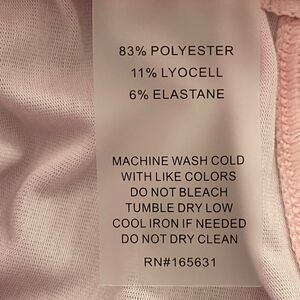 83% POLYESTER
11% LYOCELL
6% ELASTANE
MACHINE WASH COLD
WITH LIKE COLORS
DO NOT BLEACH
TUMBLE DRY LOW
COOL IRON IF NEEDED
DO NOT DRY CLEAN
RN#165631